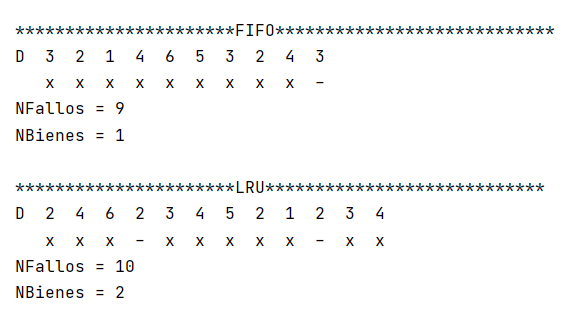 **********************FIFO****************************
D  3  2  1  4  6  5  3  2  4  3
   x  x  x  x  x  x  x  x  x  –
NFallos = 9
NBienes = 1
**********************LRU****************************
D  2  4  6  2  3  4  5  2  1  2  3  4
   x  x  x  –  x  x  x  x  x  –  x  x
NFallos = 10
NBienes = 2